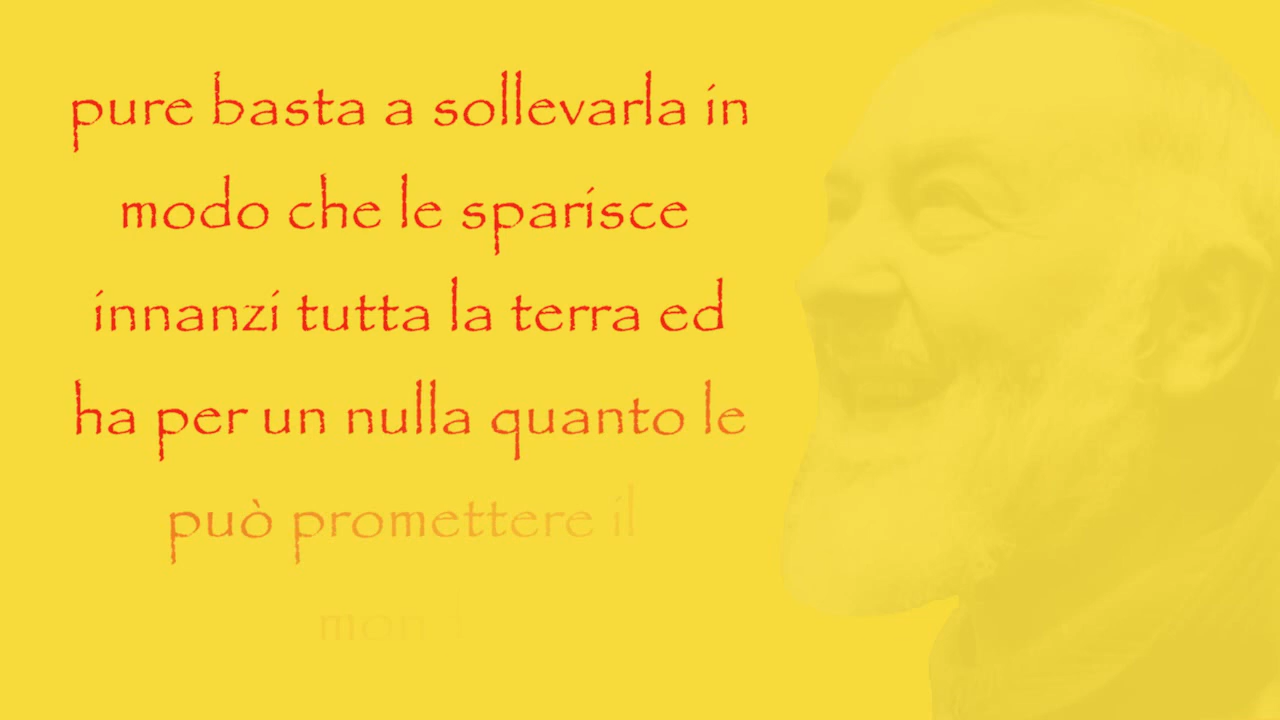 pure basta a sollevarla in
modo che le sparisce
innanzi tutta la terra ed
ha per un nulla quanto le
può promettere il